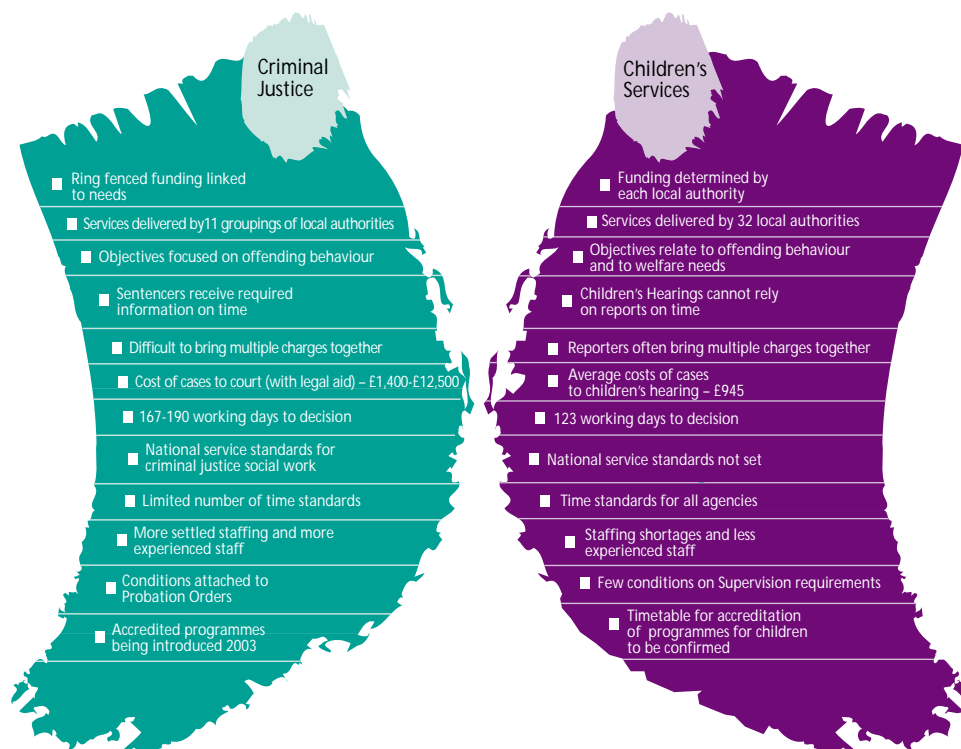 Criminal
Justice
Ring fenced funding linked
to needs
Services delivered by11 groupings of local authorities
Objectives focused on offending behaviour
Sentencers receive required
information on time
Difficult to bring multiple charges together
Cost of cases to court (with legal aid) – £1,400-£12,500
167-190 working days to decision
National service standards for
criminal justice social work
Limited number of time standards
More settled staffing and more
experienced staff
Conditions attached to
Probation Orders
Accredited programmes
being introduced 2003
Children's
Services
Funding determined by
each local authority
Services delivered by 32 local authorities
Objectives relate to offending behaviour
and to welfare needs
Children's Hearings cannot rely
on reports on time
Reporters often bring multiple charges together
Average costs of cases
to children's hearing – £945
123 working days to decision
National service standards not set
Time standards for all agencies
Staffing shortages and less
experienced staff
Few conditions on Supervision requirements
Timetable for accreditation
of programmes for children
to be confirmed